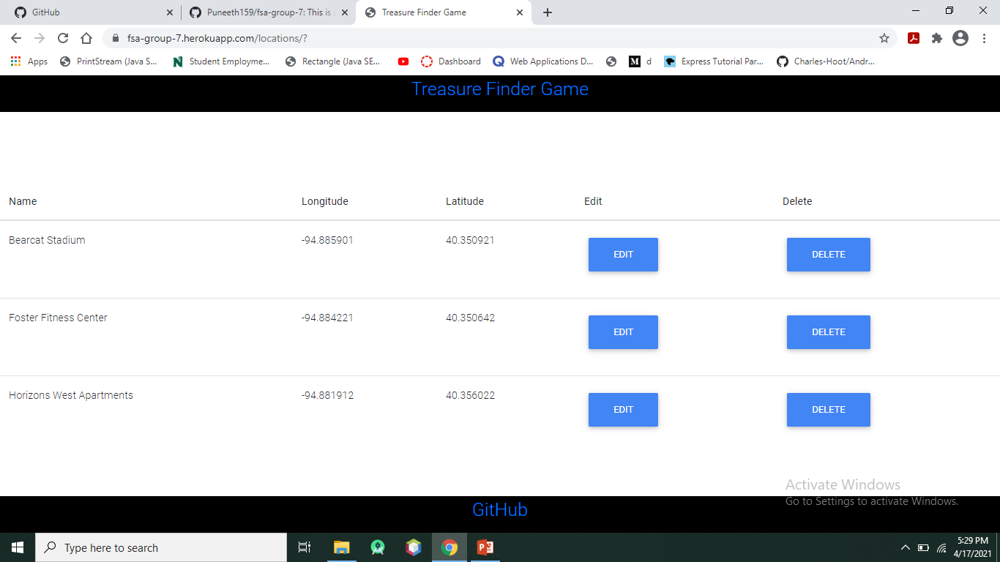 GitHub
Puneeth159/fsa-group-7: This is
Treasure Finder Game
fsa-group-7.herokuapp.com/locations/?
Apps PrintStream (Java S... Student Employme... Rectangle (Java SE... Dashboard Web Applications D... M d Express Tutorial Par... Charles-Hoot/Andr...
Treasure Finder Game
Name Longitude Latitude Edit Delete
Bearcat Stadium -94.885901 40.350921 EDIT DELETE
Foster Fitness Center -94.884221 40.350642 EDIT DELETE
Horizons West Apartments -94.881912 40.356022 EDIT DELETE
Activate Windows
Go to Settings to activate Windows.
GitHub
Type here to search
5:29 PM
4/17/2021